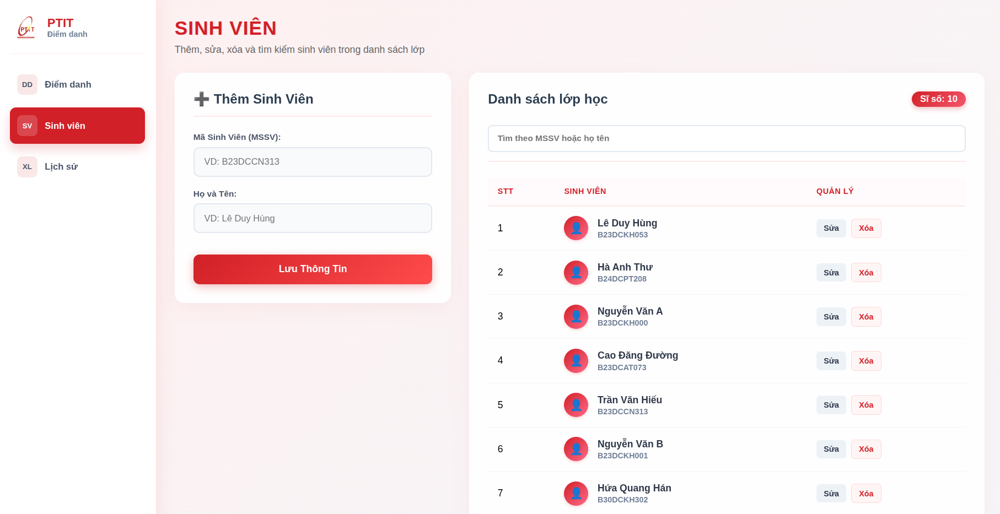 PTIT
PTIT
Điểm danh
DD
Điểm danh
SV
Sinh viên
XL
Lịch sử
SINH VIÊN
Thêm, sửa, xóa và tìm kiếm sinh viên trong danh sách lớp
➕ Thêm Sinh Viên
Mã Sinh Viên (MSSV):
VD: B23DCCN313
Họ và Tên:
VD: Lê Duy Hùng
Lưu Thông Tin
Danh sách lớp học
Sĩ số: 10
Tìm theo MSSV hoặc họ tên
STT SINH VIÊN QUẢN LÝ
1 Lê Duy Hùng Sửa Xóa
B23DCKH053
2 Hà Anh Thư Sửa Xóa
B24DCPT208
3 Nguyễn Văn A Sửa Xóa
B23DCKH000
4 Cao Đăng Đường Sửa Xóa
B23DCAT073
5 Trần Văn Hiếu Sửa Xóa
B23DCCN313
6 Nguyễn Văn B Sửa Xóa
B23DCKH001
7 Hứa Quang Hán Sửa Xóa
B30DCKH302